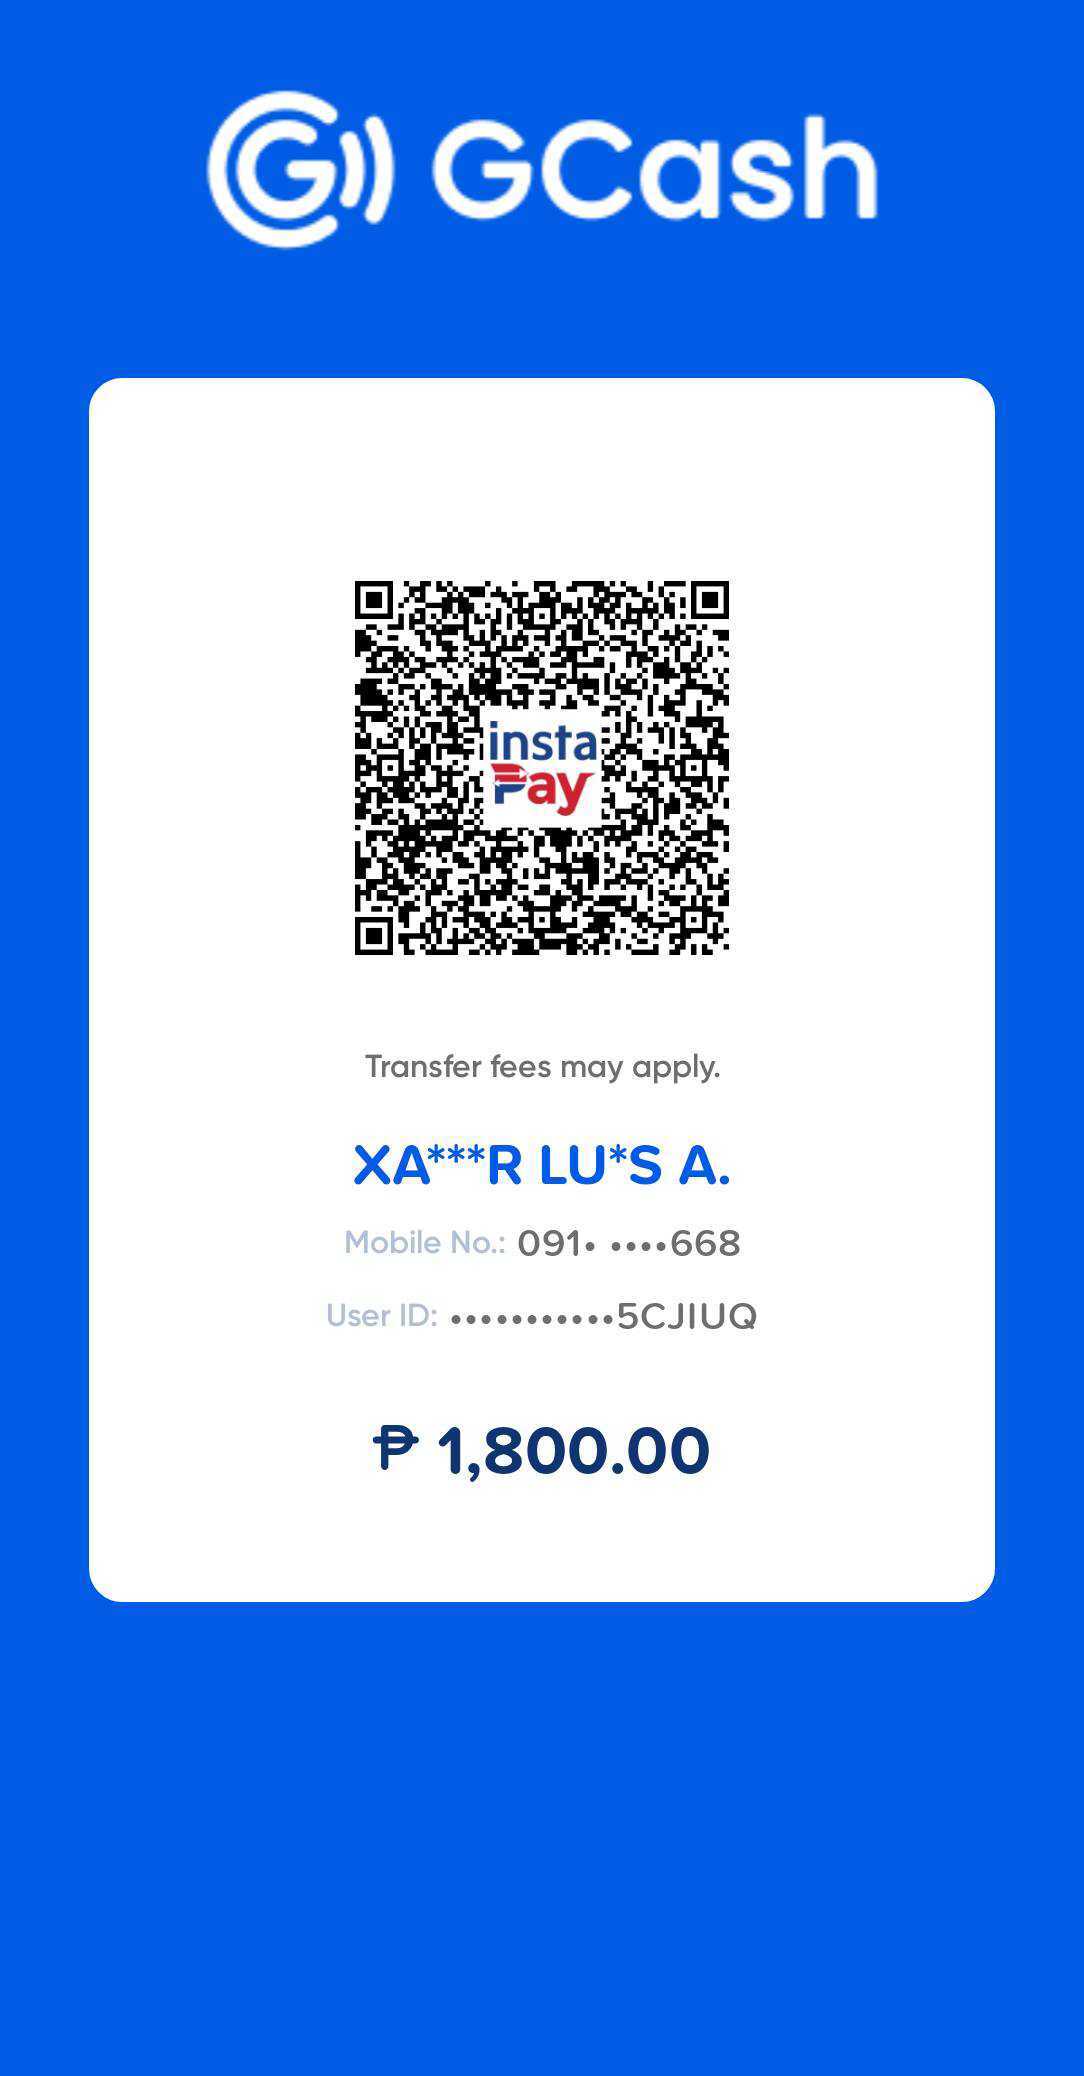 GCash
insta
Pay
Transfer fees may apply.
XA***R LU*S A.
Mobile No.: 091• ••••668
User ID: •••••••••••5CJIUQ
₱ 1,800.00